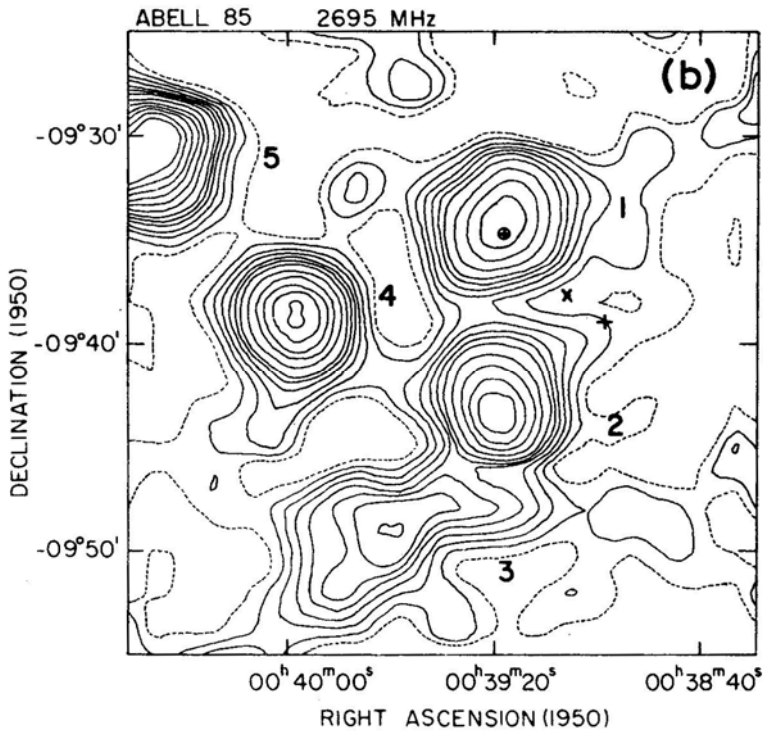 ABELL 85 2695 MHz
(b)
-09°30'
5
1
4
-09°40'
2
-09°50'
3
00ʰ40ᵐ00ˢ 00ʰ39ᵐ20ˢ 00ʰ38ᵐ40ˢ
RIGHT ASCENSION (1950)
DECLINATION (1950)